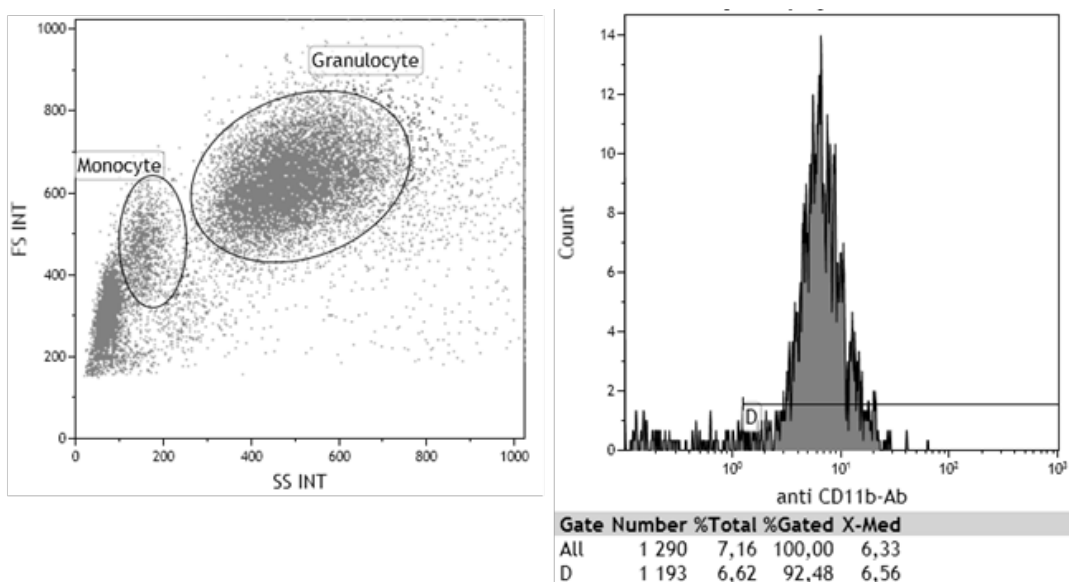 1000
800
600
400
200
0
FS INT
Granulocyte
Monocyte
0 200 400 600 800 1000
SS INT
14
12
10
8
6
4
2
0
Count
D
10⁰ 10¹ 10² 10³
anti CD11b-Ab
Gate Number %Total %Gated X-Med
All 1 290 7,16 100,00 6,33
D 1 193 6,62 92,48 6,56